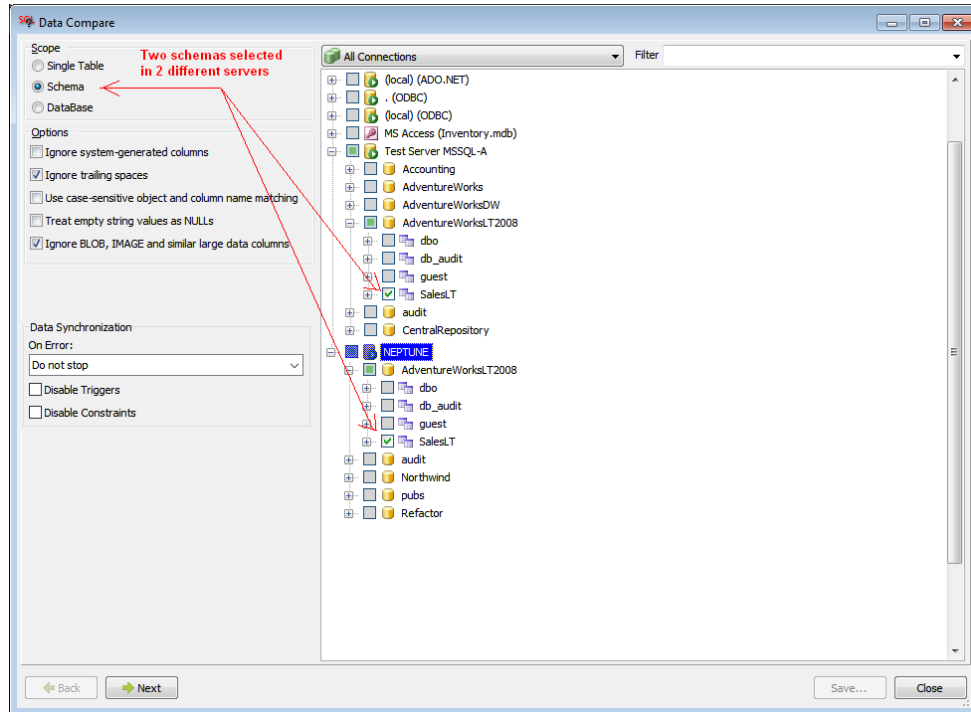 Data Compare
Scope
Single Table
Schema
DataBase
Two schemas selected
in 2 different servers
Options
Ignore system-generated columns
Ignore trailing spaces
Use case-sensitive object and column name matching
Treat empty string values as NULLs
Ignore BLOB, IMAGE and similar large data columns
Data Synchronization
On Error:
Do not stop
Disable Triggers
Disable Constraints
All Connections
Filter
(local) (ADO.NET)
. (ODBC)
(local) (ODBC)
MS Access (Inventory.mdb)
Test Server MSSQL-A
Accounting
AdventureWorks
AdventureWorksDW
AdventureWorksLT2008
dbo
db_audit
guest
SalesLT
audit
CentralRepository
NEPTUNE
AdventureWorksLT2008
dbo
db_audit
guest
SalesLT
audit
Northwind
pubs
Refactor
Back
Next
Save...
Close